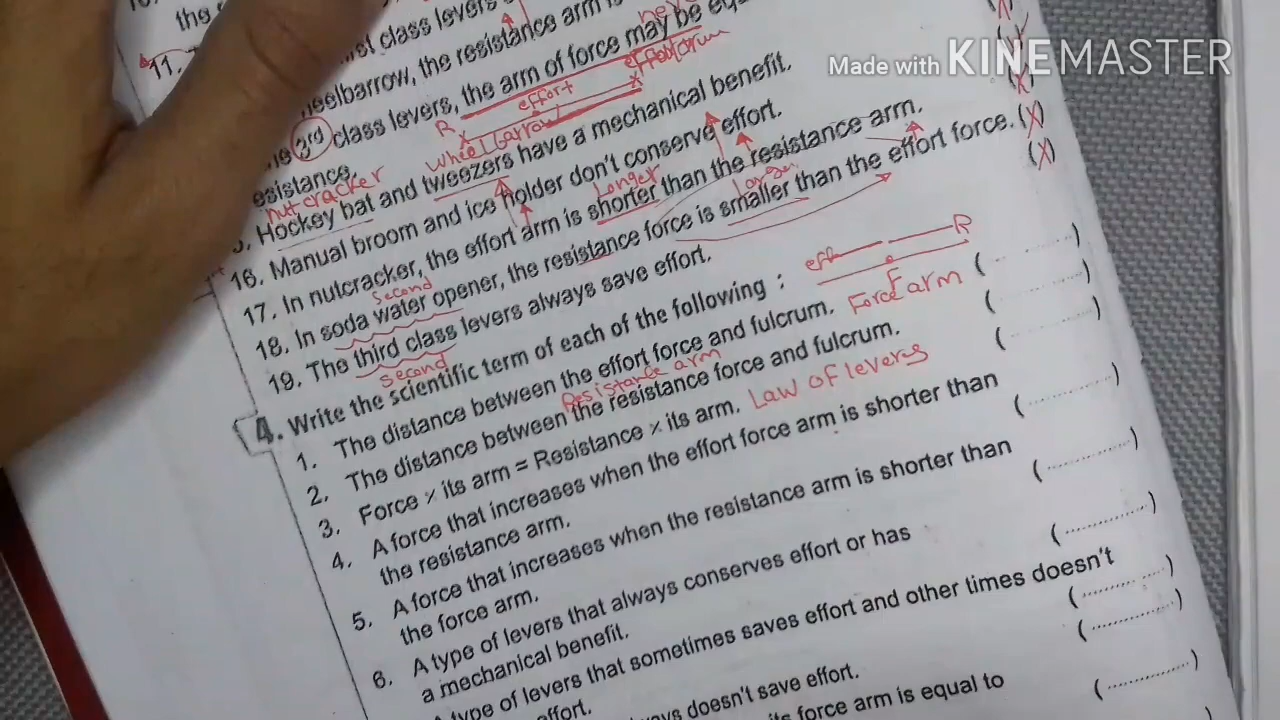 Made with KINEMASTER
the
11.
class levers
eelbarrow, the resistance arm is
3rd class levers, the arm of force may be
effort
R
esistance.
Wheel barrow
nutcracker
Hockey bat and tweezers have a mechanical benefit.
16. Manual broom and ice holder don't conserve effort.
Longer
17. In nutcracker, the effort arm is shorter than the resistance arm. (X)
second
larger
18. In soda water opener, the resistance force is smaller than the effort force. (X)
19. The third class levers always save effort.
second
R
4. Write the scientific term of each of the following :
1. The distance between the effort force and fulcrum. Force arm (..........)
Resistance arm
2. The distance between the resistance force and fulcrum. (..........)
3. Force × its arm = Resistance × its arm. Law of levers (..........)
4. A force that increases when the effort force arm is shorter than
the resistance arm. (..........)
5. A force that increases when the resistance arm is shorter than
the force arm. (..........)
6. A type of levers that always conserves effort or has
a mechanical benefit. (..........)
type of levers that sometimes saves effort and other times doesn't
effort. (..........)
ways doesn't save effort. (..........)
its force arm is equal to
(..........)